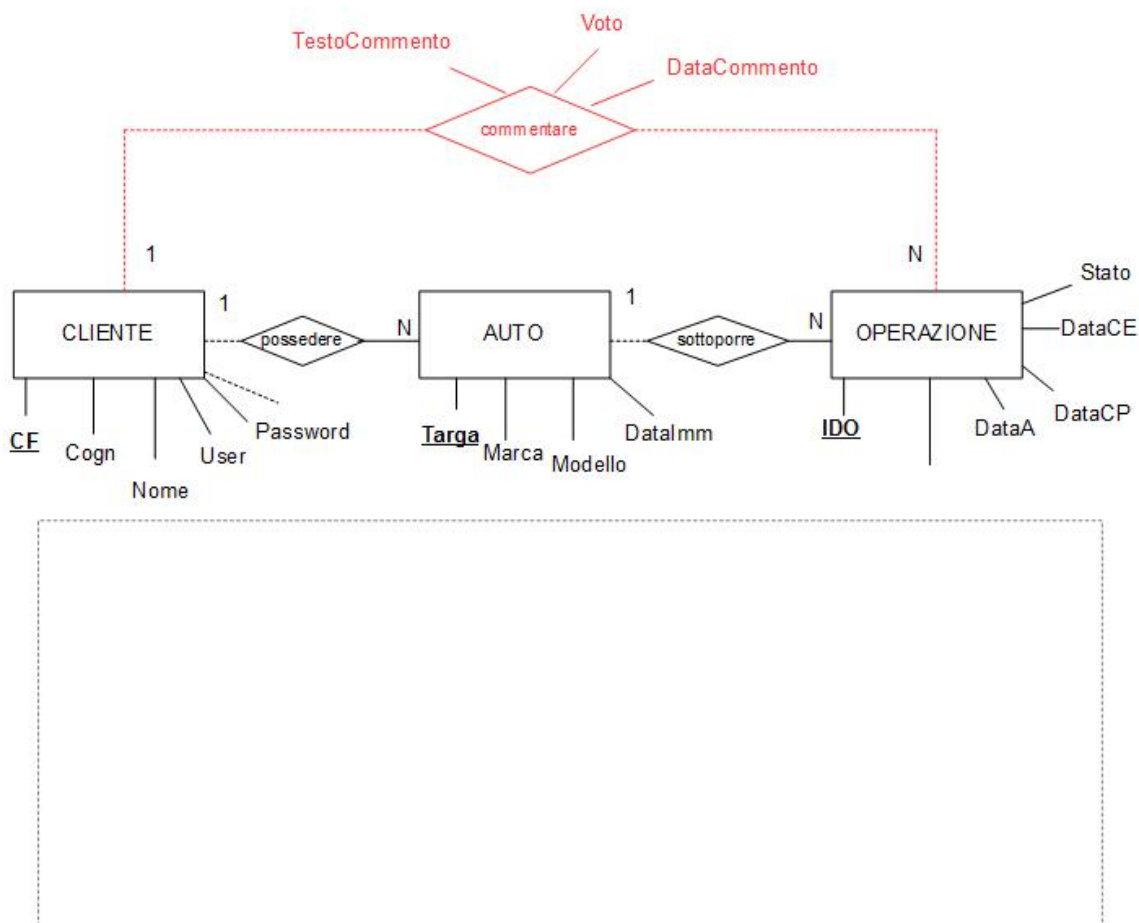 Voto
TestoCommento
DataCommento
commentare
1
N
Stato
1
1
CLIENTE
possedere
N
AUTO
sottoporre
N
OPERAZIONE
DataCE
DataCP
CF
Cogn
Nome
User
Password
Targa
Marca
Modello
DataImm
IDO
DataA